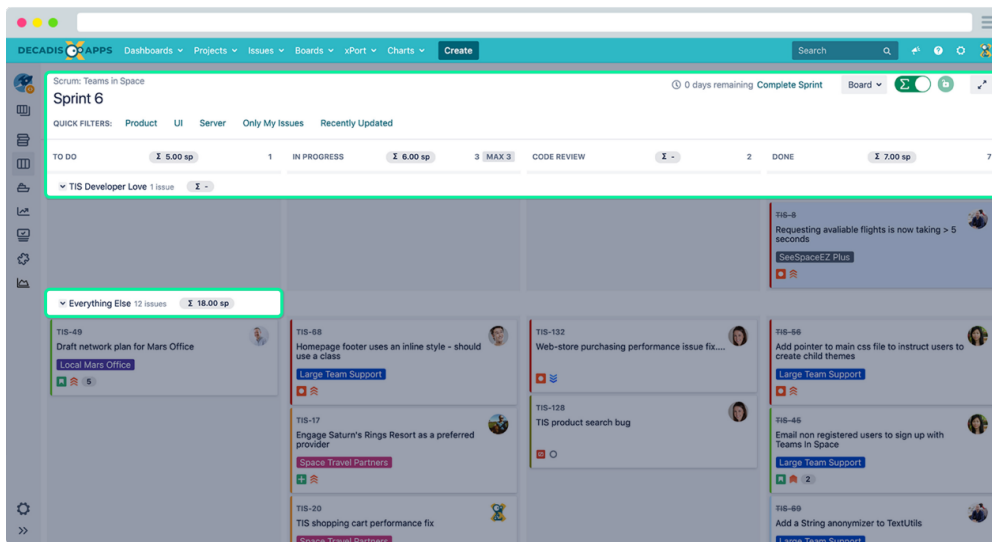 DECADIS APPS Dashboards Projects Issues Boards xPort Charts Create Search
Scrum: Teams in Space
Sprint 6
0 days remaining Complete Sprint Board Σ
QUICK FILTERS: Product UI Server Only My Issues Recently Updated
TO DO Σ 5.00 sp 1 IN PROGRESS Σ 6.00 sp 3 MAX 3 CODE REVIEW Σ - 2 DONE Σ 7.00 sp 7
TIS Developer Love 1 issue Σ -
TIS-8
Requesting avaliable flights is now taking > 5
seconds
SeeSpaceEZ Plus
Everything Else 12 issues Σ 18.00 sp
TIS-49
Draft network plan for Mars Office
Local Mars Office
5
TIS-68
Homepage footer uses an inline style - should
use a class
Large Team Support
TIS-17
Engage Saturn's Rings Resort as a preferred
provider
Space Travel Partners
TIS-20
TIS shopping cart performance fix
Space Travel Partners
TIS-132
Web-store purchasing performance issue fix....
TIS-128
TIS product search bug
TIS-56
Add pointer to main css file to instruct users to
create child themes
Large Team Support
TIS-45
Email non registered users to sign up with
Teams In Space
Large Team Support
2
TIS-69
Add a String anonymizer to TextUtils
Large Team Support